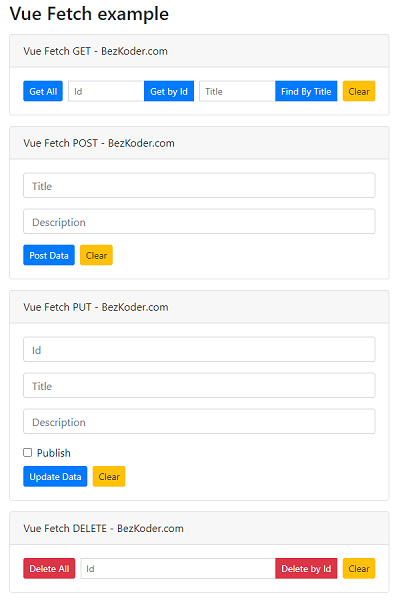 Vue Fetch example
Vue Fetch GET - BezKoder.com
Get All Id Get by Id Title Find By Title Clear
Vue Fetch POST - BezKoder.com
Title
Description
Post Data Clear
Vue Fetch PUT - BezKoder.com
Id
Title
Description
Publish
Update Data Clear
Vue Fetch DELETE - BezKoder.com
Delete All Id Delete by Id Clear